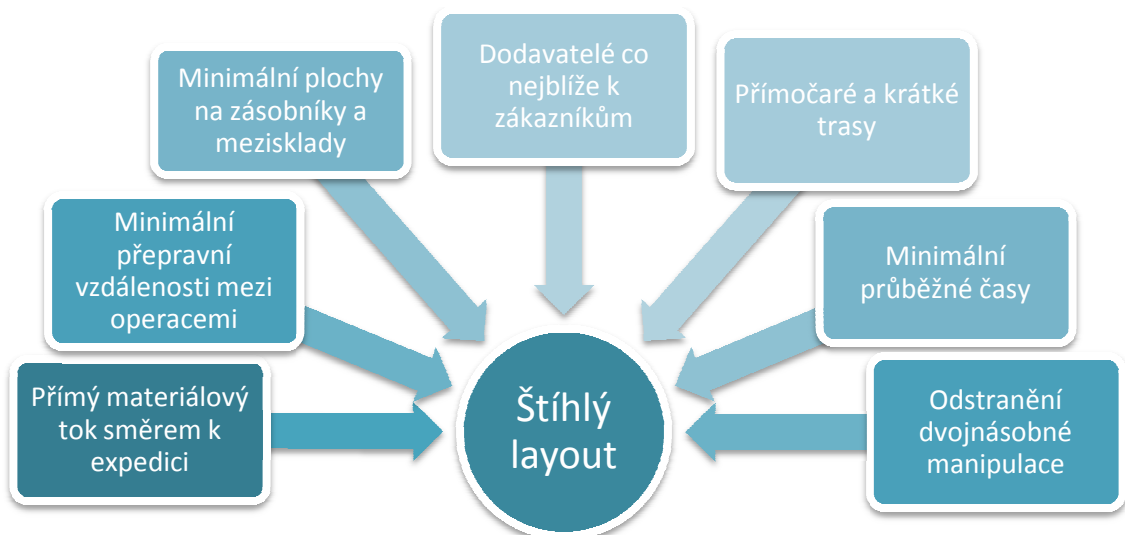 Minimální plochy
na zásobníky a
mezisklady
Dodavatelé co
nejblíže k
zákazníkům
Přímočaré a krátké
trasy
Minimální
přepravní
vzdálenosti mezi
operacemi
Minimální
průběžné časy
Přímý materiálový
tok směrem k
expedici
Štíhlý
layout
Odstranění
dvojnásobné
manipulace